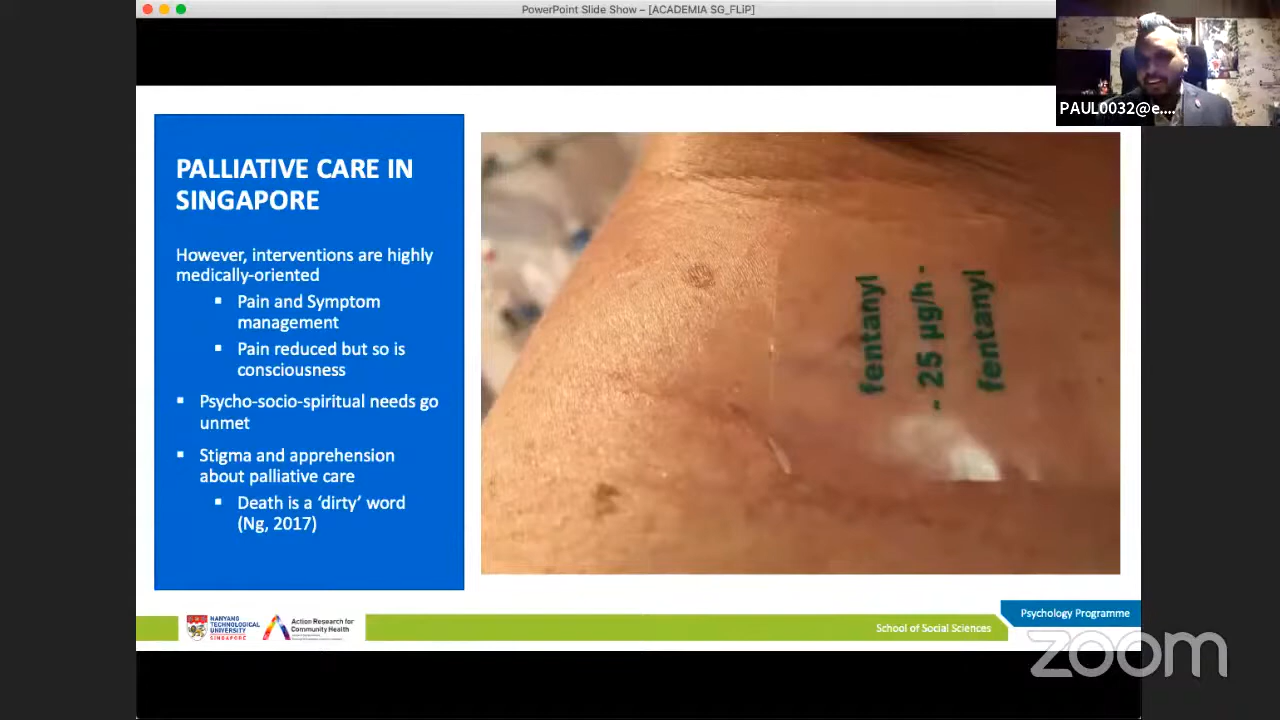 PowerPoint Slide Show – [ACADEMIA SG_FLiP]
PAUL0032@e....
PALLIATIVE CARE IN
SINGAPORE
However, interventions are highly
medically-oriented
▪ Pain and Symptom
management
▪ Pain reduced but so is
consciousness
▪ Psycho-socio-spiritual needs go
unmet
▪ Stigma and apprehension
about palliative care
▪ Death is a ‘dirty’ word
(Ng, 2017)
fentanyl
- 25 µg/h -
fentanyl
NANYANG
TECHNOLOGICAL
UNIVERSITY
SINGAPORE
Action Research for
Community Health
School of Social Sciences
Psychology Programme
zoom